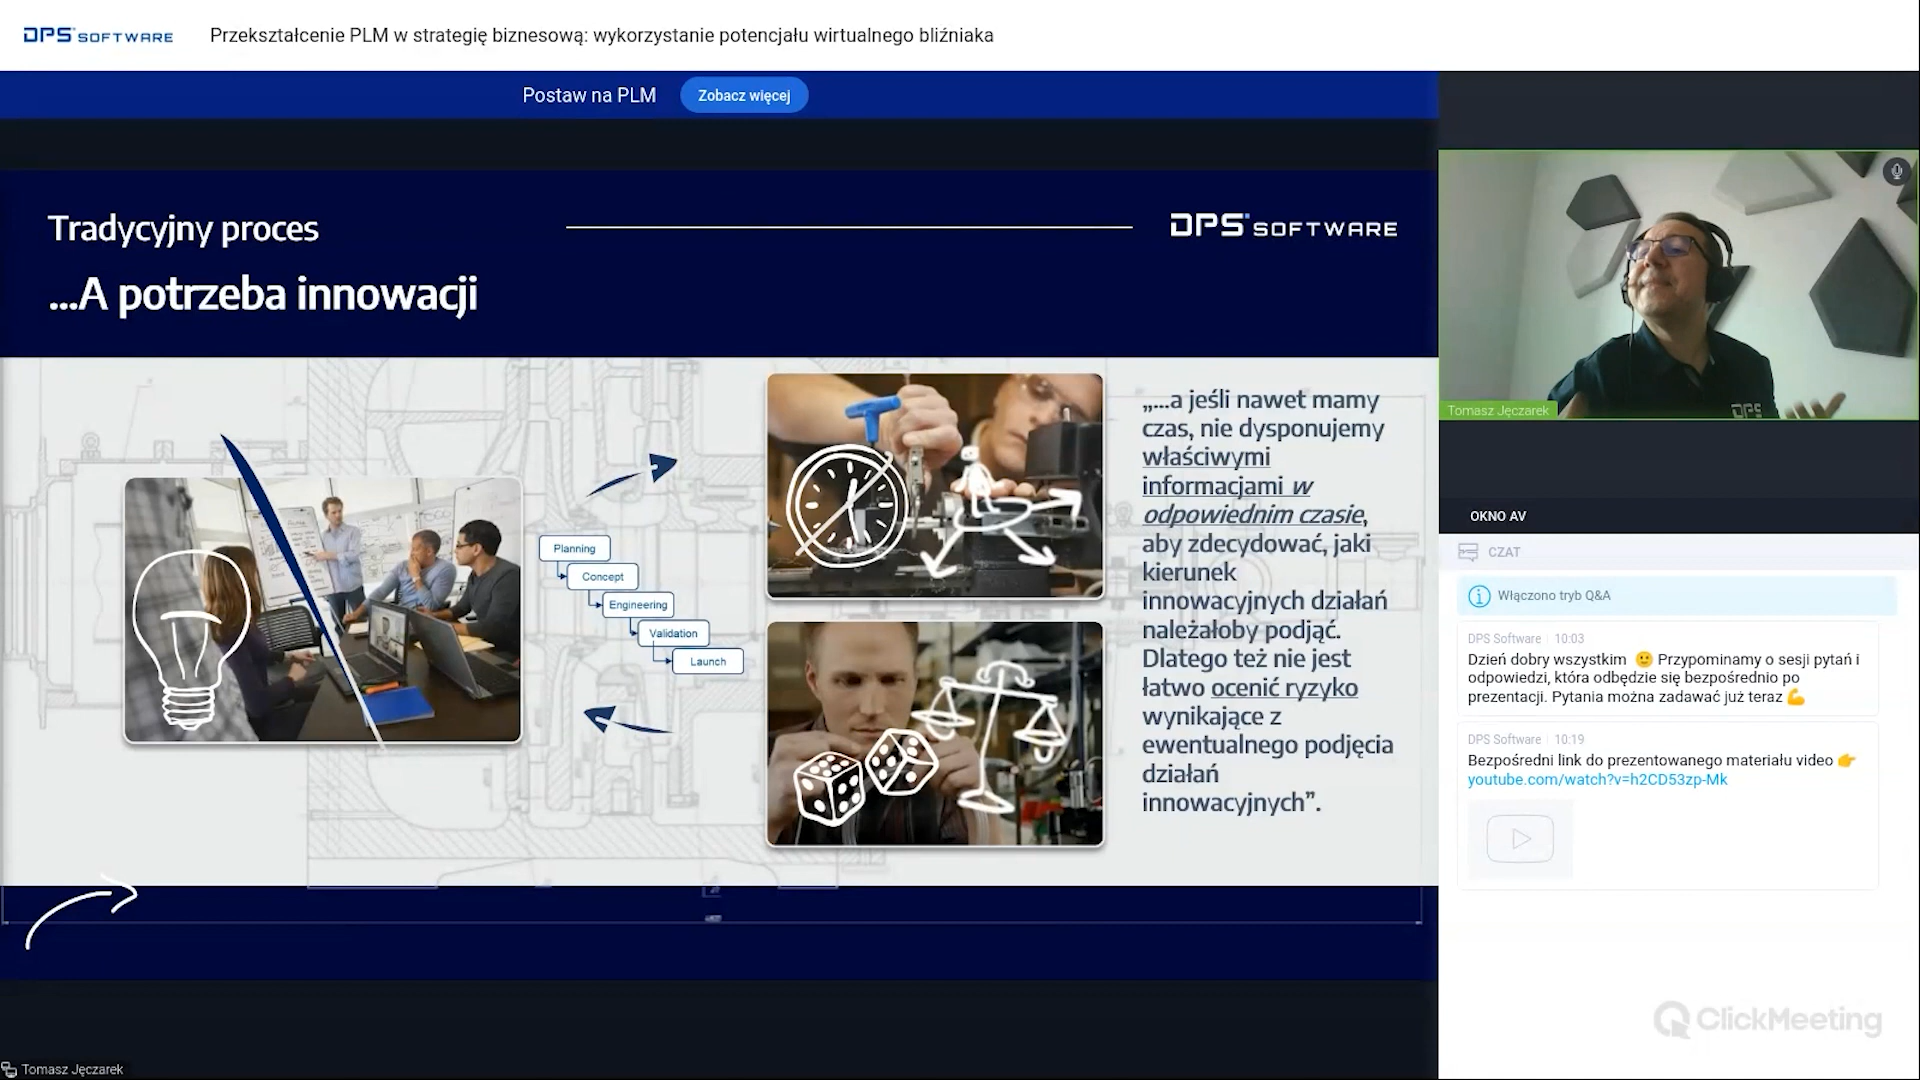 DPS SOFTWARE
Przekształcenie PLM w strategię biznesową: wykorzystanie potencjału wirtualnego bliźniaka
Postaw na PLM
Zobacz więcej
Tradycyjny proces
...A potrzeba innowacji
DPS SOFTWARE
Planning
Concept
Engineering
Validation
Launch
„...a jeśli nawet mamy
czas, nie dysponujemy
właściwymi
informacjami w
odpowiednim czasie,
aby zdecydować, jaki
kierunek
innowacyjnych działań
należałoby podjąć.
Dlatego też nie jest
łatwo ocenić ryzyko
wynikające z
ewentualnego podjęcia
działań
innowacyjnych”.
Tomasz Jęczarek
DPS
Tomasz Jęczarek
OKNO AV
CZAT
Włączono tryb Q&A
DPS Software 10:03
Dzień dobry wszystkim 🙂 Przypominamy o sesji pytań i
odpowiedzi, która odbędzie się bezpośrednio po
prezentacji. Pytania można zadawać już teraz 💪
DPS Software 10:19
Bezpośredni link do prezentowanego materiału video 👉
youtube.com/watch?v=h2CD53zp-Mk
ClickMeeting